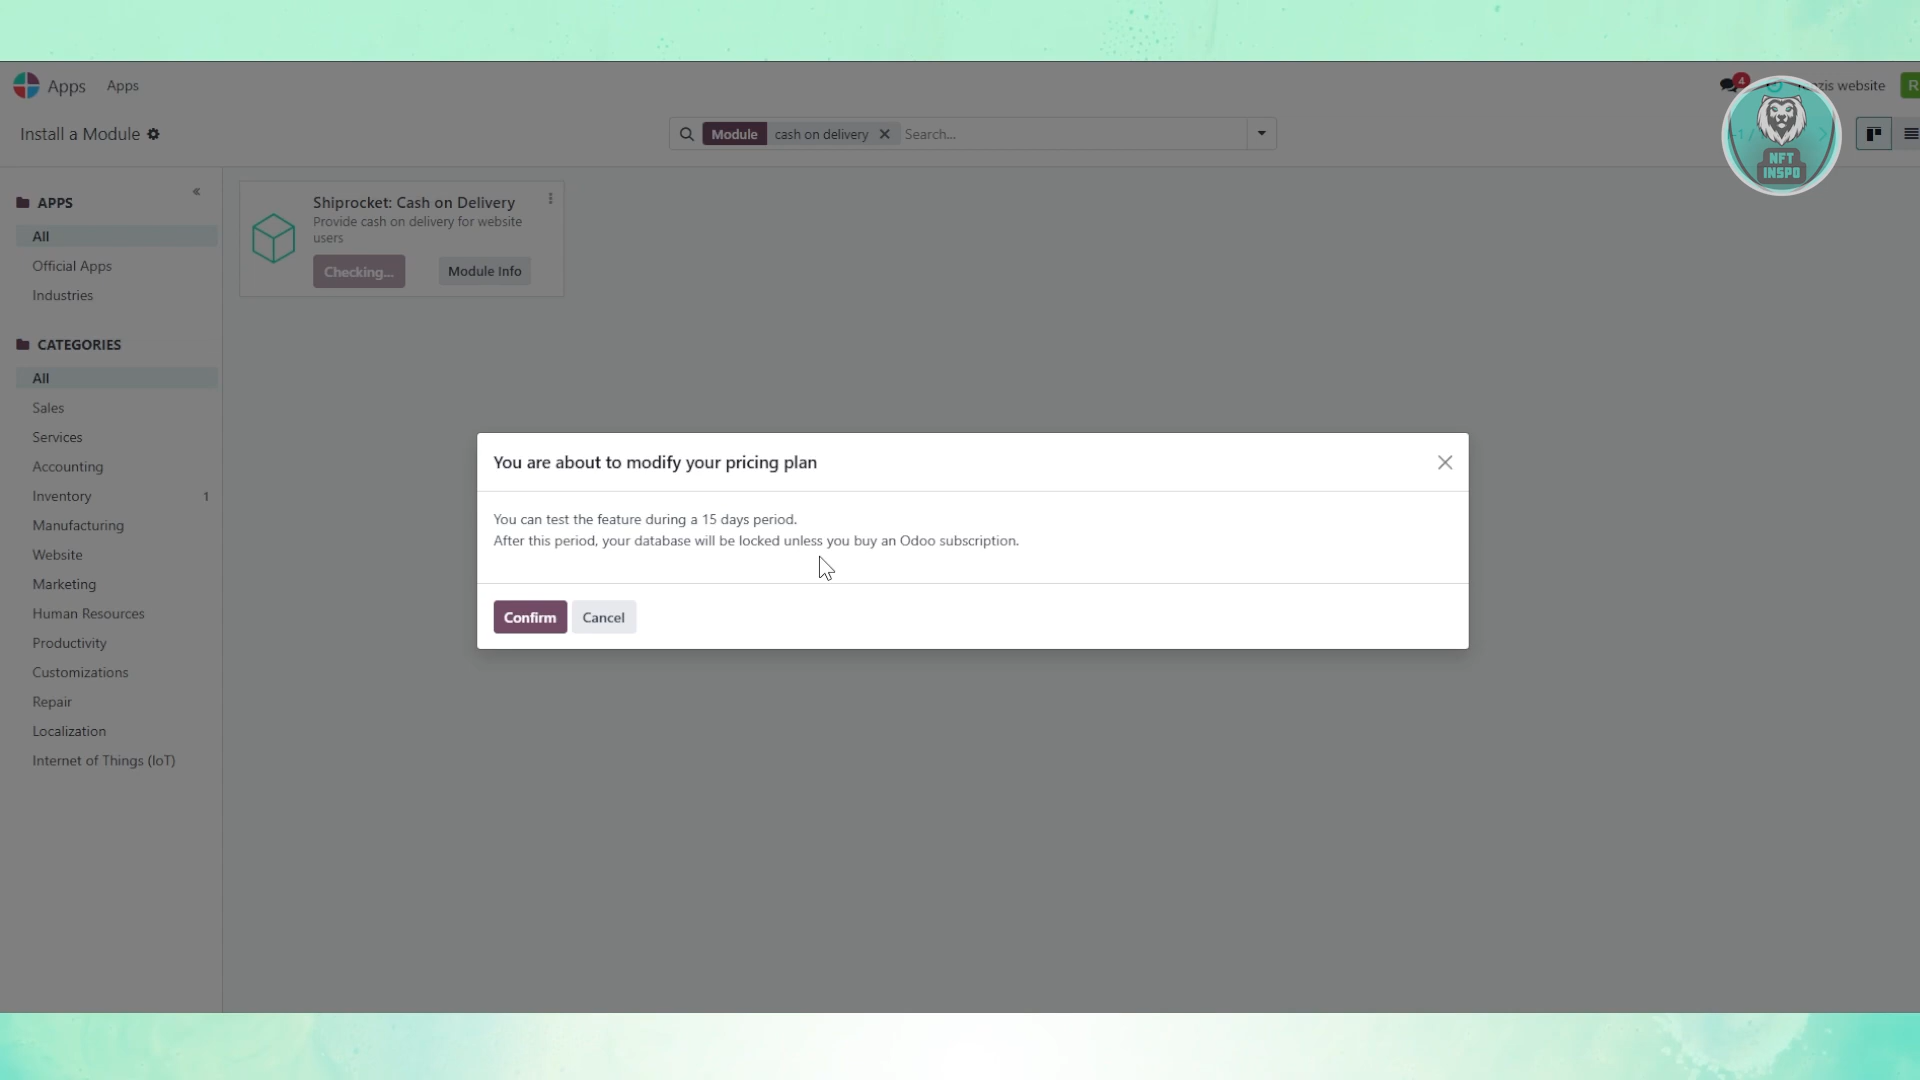 Apps Apps
4
zis website
R
Install a Module
Module cash on delivery Search...
NFT
INSPO
APPS
All
Official Apps
Industries
CATEGORIES
All
Sales
Services
Accounting
Inventory 1
Manufacturing
Website
Marketing
Human Resources
Productivity
Customizations
Repair
Localization
Internet of Things (IoT)
Shiprocket: Cash on Delivery
Provide cash on delivery for website
users
Checking...
Module Info
You are about to modify your pricing plan
You can test the feature during a 15 days period.
After this period, your database will be locked unless you buy an Odoo subscription.
Confirm
Cancel